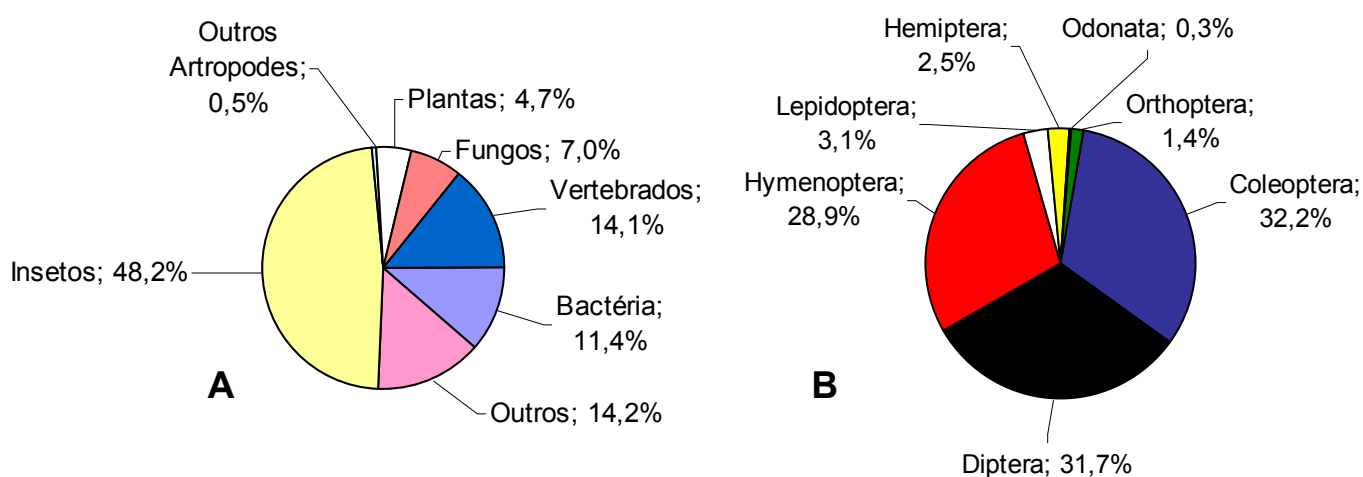 Outros
Artropodes;
0,5%
Plantas; 4,7%
Fungos; 7,0%
Vertebrados;
14,1%
Insetos; 48,2%
Bactéria;
11,4%
Outros; 14,2%
A
Hemiptera;
2,5%
Odonata; 0,3%
Lepidoptera;
3,1%
Orthoptera;
1,4%
Hymenoptera;
28,9%
Coleoptera;
32,2%
Diptera; 31,7%
B